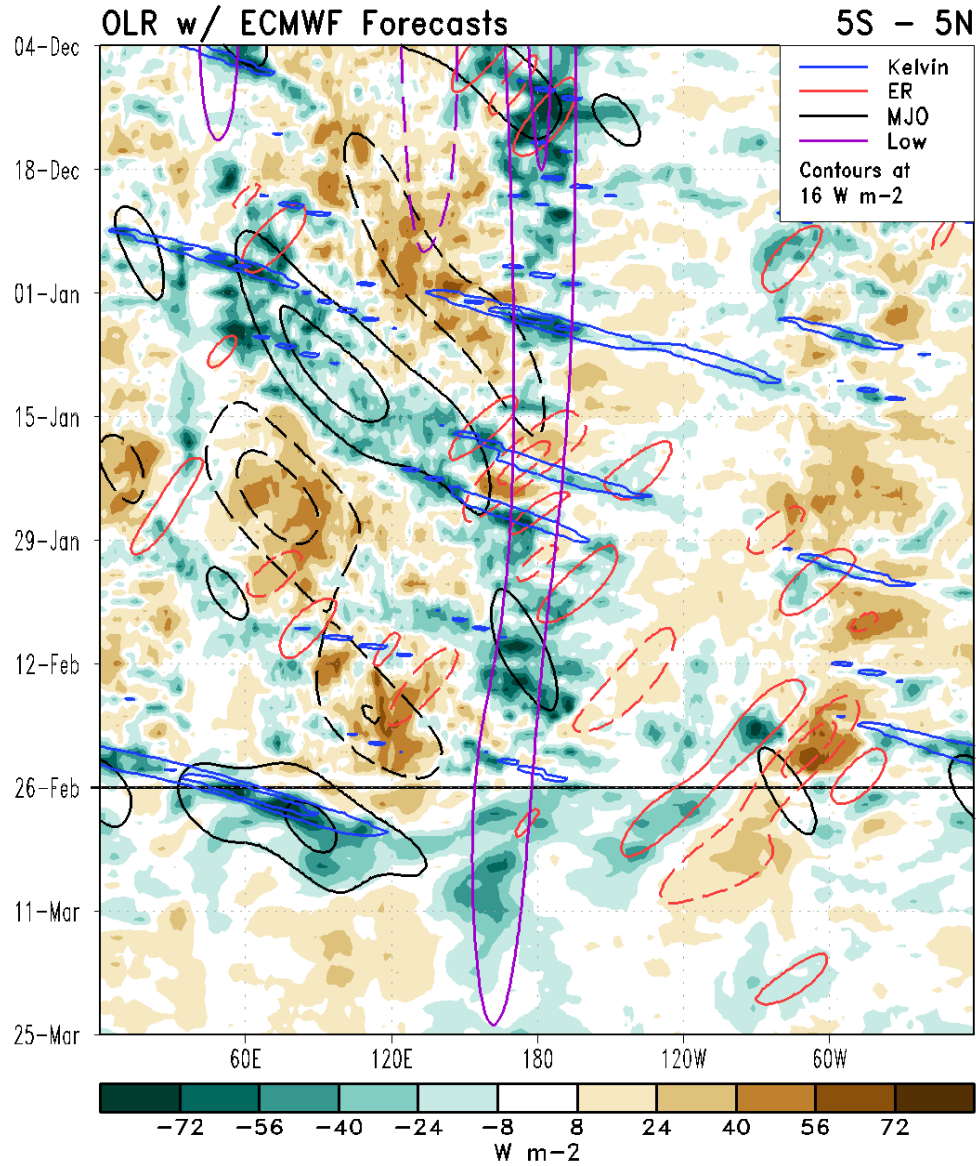 OLR w/ ECMWF Forecasts 5S - 5N
04-Dec
Kelvin
ER
MJO
Low
Contours at
16 W m-2
18-Dec
01-Jan
15-Jan
29-Jan
12-Feb
26-Feb
11-Mar
25-Mar
60E 120E 180 120W 60W
-72 -56 -40 -24 -8 8 24 40 56 72
W m-2